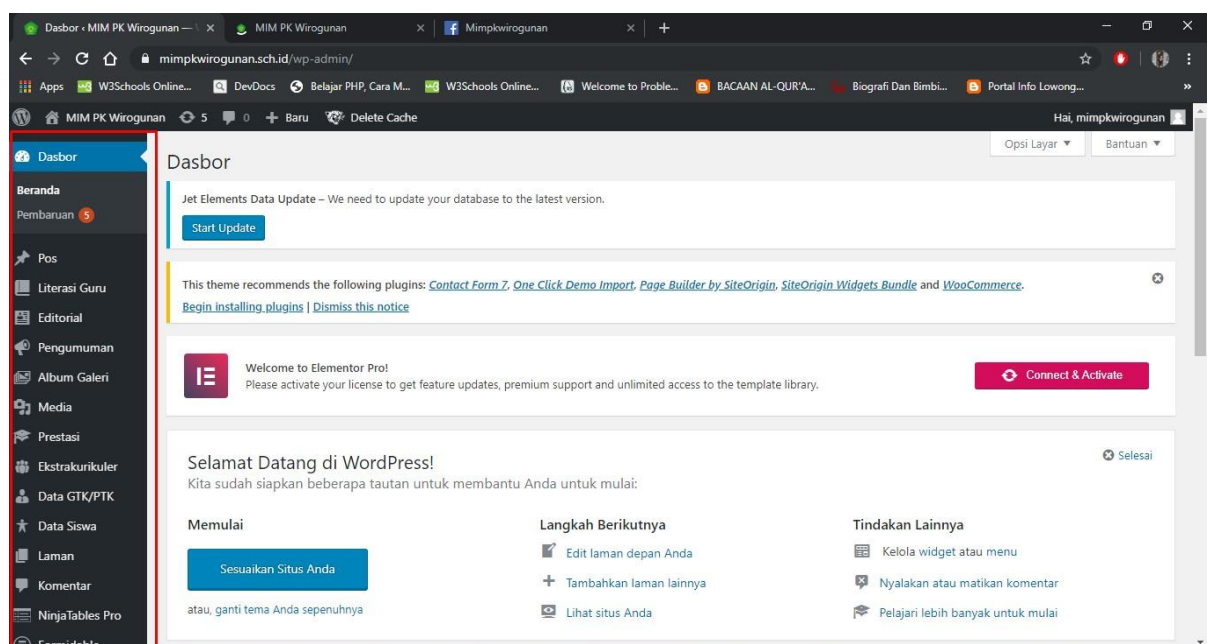 Dasbor ‹ MIM PK Wirogunan — \
MIM PK Wirogunan
Mimpkwirogunan
mimpkwirogunan.sch.id/wp-admin/
Apps W3Schools Online... DevDocs Belajar PHP, Cara M... W3Schools Online... Welcome to Proble... BACAAN AL-QUR'A... Biografi Dan Bimbi... Portal Info Lowong... »
MIM PK Wirogunan 5 0 + Baru Delete Cache Hai, mimpkwirogunan
Dasbor
Beranda
Pembaruan 5
Pos
Literasi Guru
Editorial
Pengumuman
Album Galeri
Media
Prestasi
Ekstrakurikuler
Data GTK/PTK
Data Siswa
Laman
Komentar
NinjaTables Pro
Formidable
Opsi Layar ▼ Bantuan ▼
Dasbor
Jet Elements Data Update – We need to update your database to the latest version.
Start Update
This theme recommends the following plugins: Contact Form 7, One Click Demo Import, Page Builder by SiteOrigin, SiteOrigin Widgets Bundle and WooCommerce.
Begin installing plugins | Dismiss this notice
Welcome to Elementor Pro!
Please activate your license to get feature updates, premium support and unlimited access to the template library.
Connect & Activate
Selamat Datang di WordPress!
Selesai
Kita sudah siapkan beberapa tautan untuk membantu Anda untuk mulai:
Memulai
Sesuaikan Situs Anda
atau, ganti tema Anda sepenuhnya
Langkah Berikutnya
Edit laman depan Anda
Tambahkan laman lainnya
Lihat situs Anda
Tindakan Lainnya
Kelola widget atau menu
Nyalakan atau matikan komentar
Pelajari lebih banyak untuk mulai